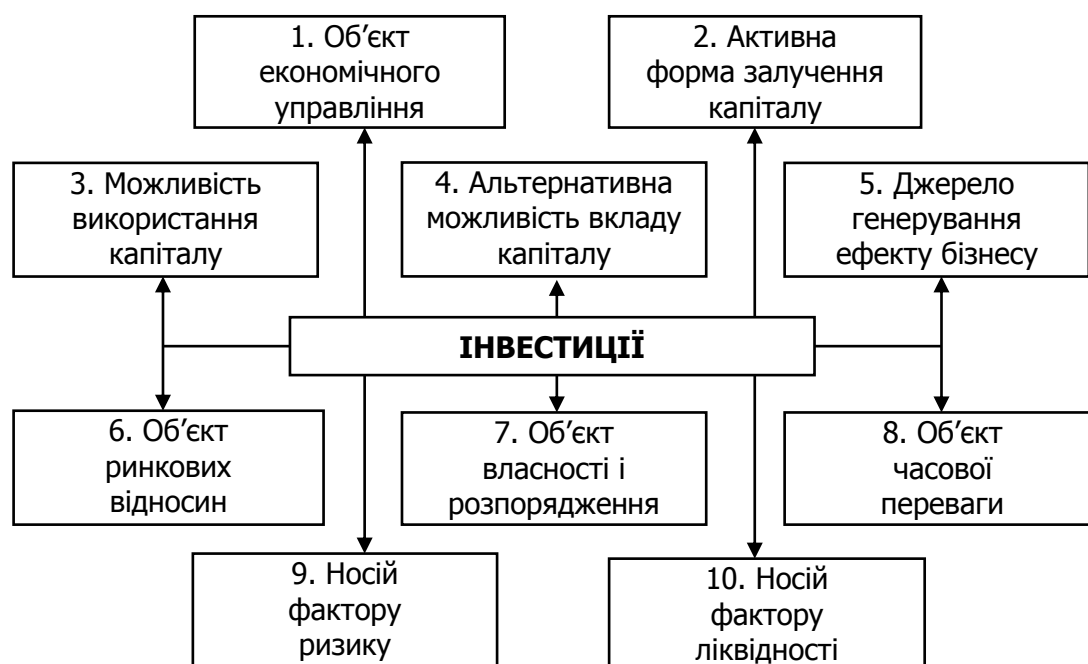 1. Об’єкт
економічного
управління
2. Активна
форма залучення
капіталу
3. Можливість
використання
капіталу
4. Альтернативна
можливість вкладу
капіталу
5. Джерело
генерування
ефекту бізнесу
ІНВЕСТИЦІЇ
6. Об’єкт
ринкових
відносин
7. Об’єкт
власності і
розпорядження
8. Об’єкт
часової
переваги
9. Носій
фактору
ризику
10. Носій
фактору
ліквідності